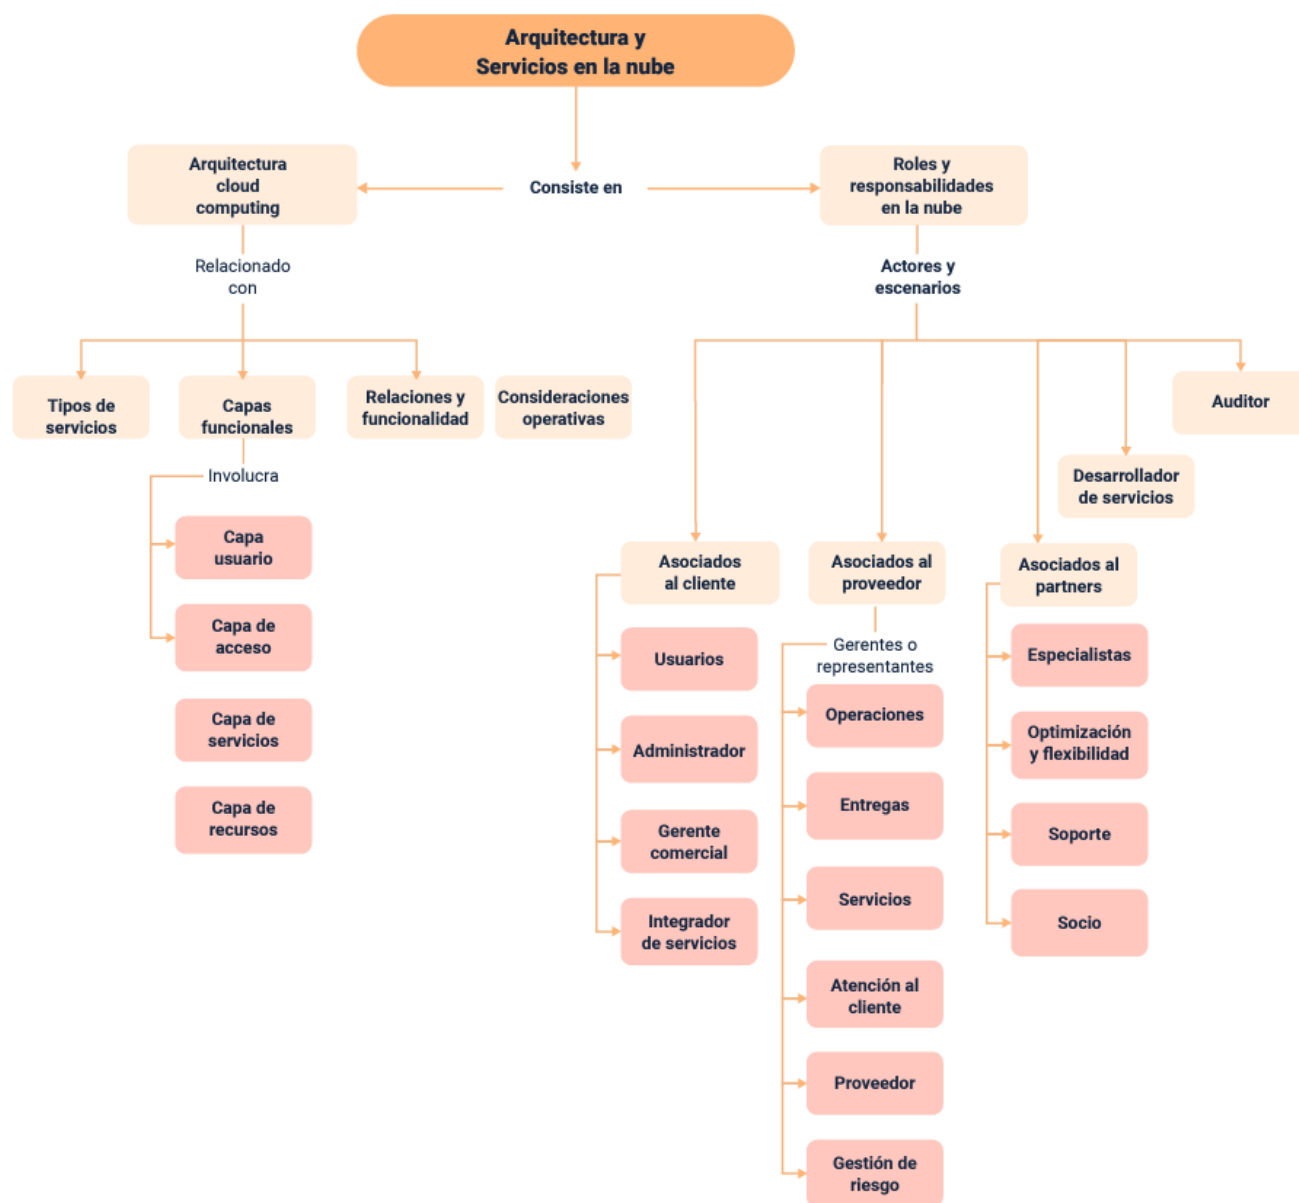 Arquitectura y
Servicios en la nube
Arquitectura
cloud
computing
Consiste en
Roles y
responsabilidades
en la nube
Relacionado
con
Actores y
escenarios
Tipos de
servicios
Capas
funcionales
Relaciones y
funcionalidad
Consideraciones
operativas
Auditor
Involucra
Desarrollador
de servicios
Capa
usuario
Capa de
acceso
Capa de
servicios
Capa de
recursos
Asociados
al cliente
Usuarios
Administrador
Gerente
comercial
Integrador
de servicios
Asociados al
proveedor
Gerentes o
representantes
Operaciones
Entregas
Servicios
Atención al
cliente
Proveedor
Gestión de
riesgo
Asociados al
partners
Especialistas
Optimización
y flexibilidad
Soporte
Socio